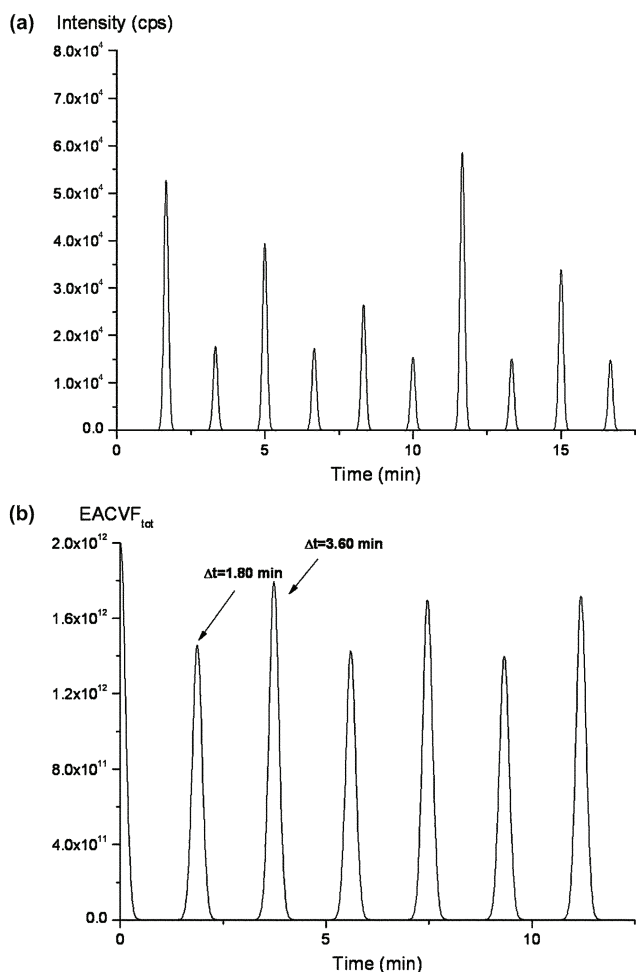 (a) Intensity (cps)
8.0x10⁴
7.0x10⁴
6.0x10⁴
5.0x10⁴
4.0x10⁴
3.0x10⁴
2.0x10⁴
1.0x10⁴
0.0
0 5 10 15
Time (min)
(b) EACVFₜₒₜ
Δt=3.60 min
Δt=1.80 min
2.0x10¹²
1.6x10¹²
1.2x10¹²
8.0x10¹¹
4.0x10¹¹
0.0
0 5 10
Time (min)